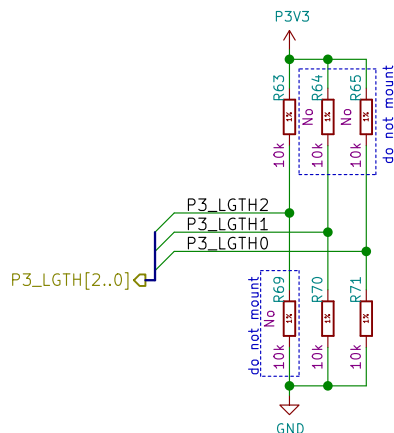 P3V3
R63
R64
R65
1%
1%
1%
No
No
10k
10k
10k
do not mount
P3_LGTH2
P3_LGTH1
P3_LGTH0
P3_LGTH[2..0]
R69
R70
R71
1%
1%
1%
No
10k
10k
10k
do not mount
GND